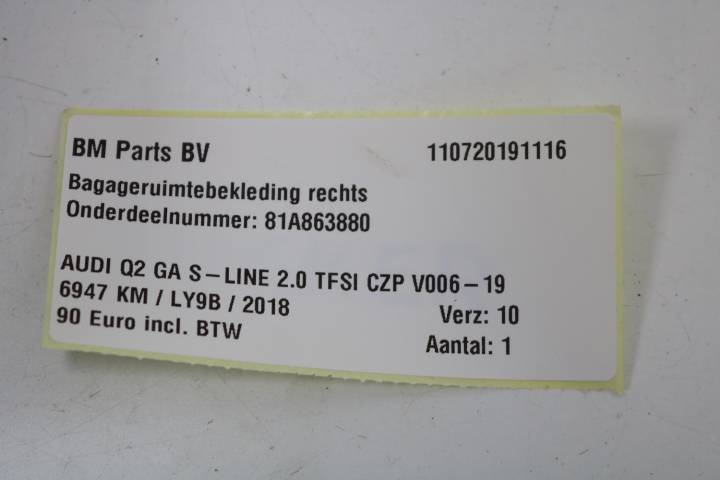 BM Parts BV 110720191116
Bagageruimtebekleding rechts
Onderdeelnummer: 81A863880
AUDI Q2 GA S-LINE 2.0 TFSI CZP V006-19
6947 KM / LY9B / 2018 Verz: 10
90 Euro incl. BTW Aantal: 1